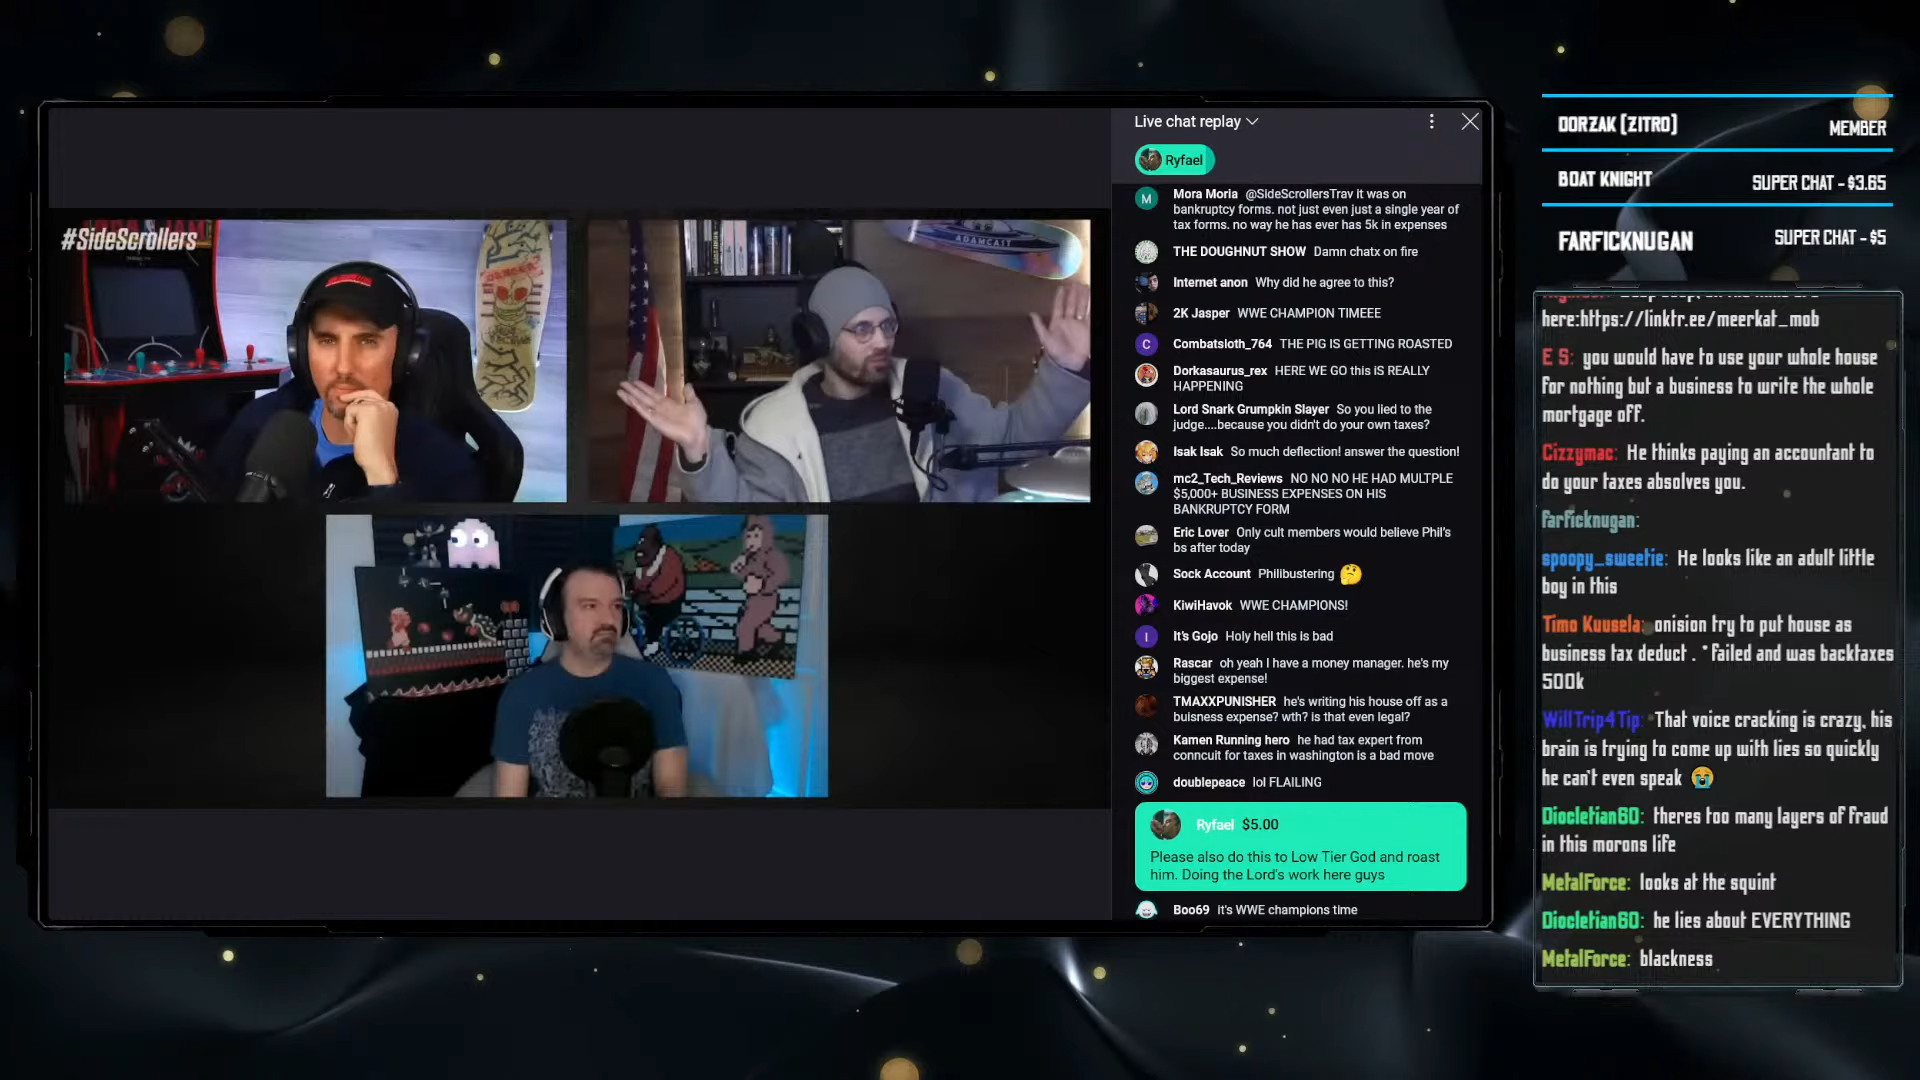 #SideScrollers
ADAMCAST
Live chat replay
Ryfael
M
Mora Moria @SideScrollersTrav it was on
bankruptcy forms. not just even just a single year of
tax forms. no way he has ever has 5k in expenses
THE DOUGHNUT SHOW Damn chatx on fire
Internet anon Why did he agree to this?
2K Jasper WWE CHAMPION TIMEEE
C
Combatsloth_764 THE PIG IS GETTING ROASTED
Dorkasaurus_rex HERE WE GO this iS REALLY
HAPPENING
Lord Snark Grumpkin Slayer So you lied to the
judge....because you didn't do your own taxes?
Isak Isak So much deflection! answer the question!
mc2_Tech_Reviews NO NO NO HE HAD MULTPLE
$5,000+ BUSINESS EXPENSES ON HIS
BANKRUPTCY FORM
Eric Lover Only cult members would believe Phil's
bs after today
Sock Account Philibustering 🤔
KiwiHavok WWE CHAMPIONS!
I
It's Gojo Holy hell this is bad
Rascar oh yeah I have a money manager. he's my
biggest expense!
TMAXXPUNISHER he's writing his house off as a
buisness expense? wth? is that even legal?
Kamen Running hero he had tax expert from
conncuit for taxes in washington is a bad move
doublepeace lol FLAILING
Ryfael $5.00
Please also do this to Low Tier God and roast
him. Doing the Lord's work here guys
Boo69 it's WWE champions time
DORZAK [ZITRO] MEMBER
BOAT KNIGHT SUPER CHAT - $3.65
FARFICKNUGAN SUPER CHAT - $5
here:https://linktr.ee/meerkat_mob
E S: you would have to use your whole house
for nothing but a business to write the whole
mortgage off.
Cizzymac: He thinks paying an accountant to
do your taxes absolves you.
farficknugan:
spoopy_sweetie: He looks like an adult little
boy in this
Timo Kuusela: onision try to put house as
business tax deduct . *failed and was backtaxes
500k
WillTrip4Tip: That voice cracking is crazy, his
brain is trying to come up with lies so quickly
he can't even speak 😭
Diocletian60: theres too many layers of fraud
in this morons life
MetalForce: looks at the squint
Diocletian60: he lies about EVERYTHING
MetalForce: blackness